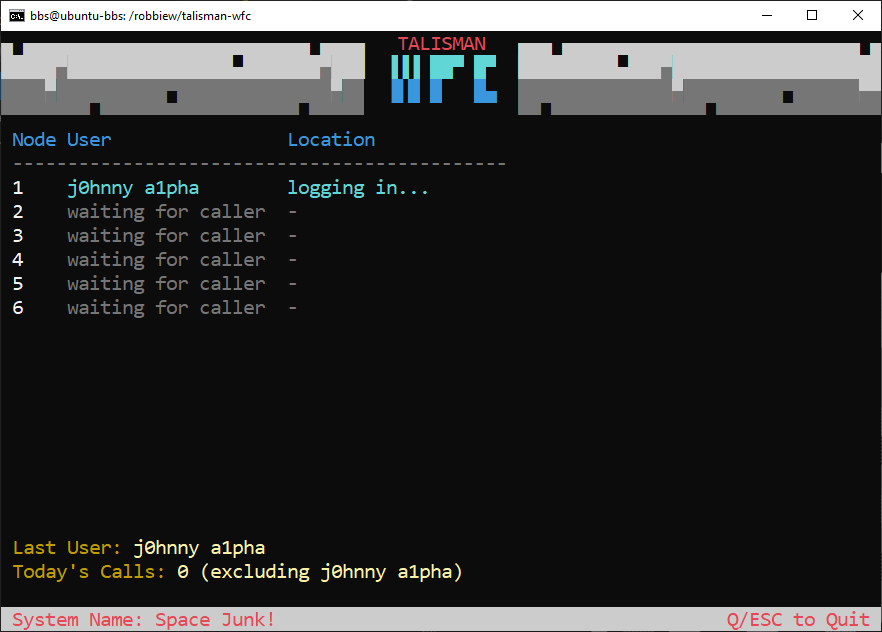 bbs@ubuntu-bbs: /robbiew/talisman-wfc
TALISMAN
WFC
Node User Location
---------------------------------------------
1 j0hnny a1pha logging in...
2 waiting for caller -
3 waiting for caller -
4 waiting for caller -
5 waiting for caller -
6 waiting for caller -
Last User: j0hnny a1pha
Today's Calls: 0 (excluding j0hnny a1pha)
System Name: Space Junk! Q/ESC to Quit